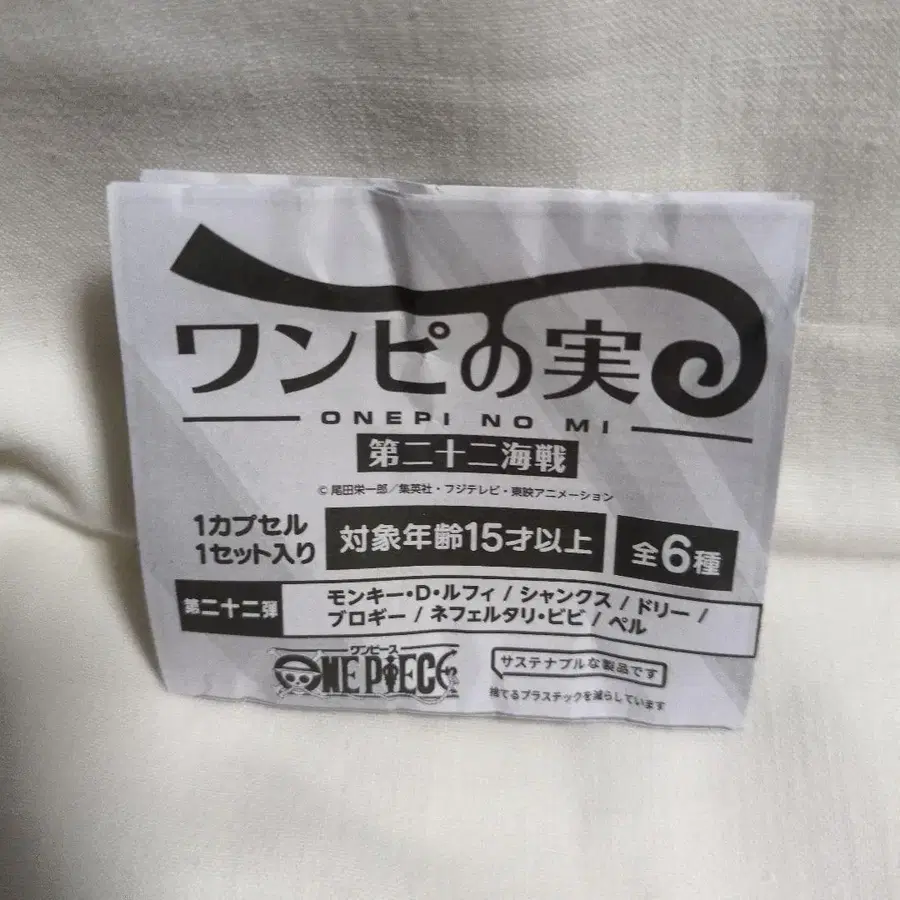 ワンピの実
ONEPI NO MI
第二十二海戦
© 尾田栄一郎／集英社・フジテレビ・東映アニメーション
1カプセル
1セット入り
対象年齢15才以上
全6種
第二十二弾
モンキー・D・ルフィ / シャンクス / ドリー /
ブロギー / ネフェルタリ・ビビ / ペル
ワンピース
ONE PIECE
サステナブルな製品です
捨てるプラスチックを減らしています